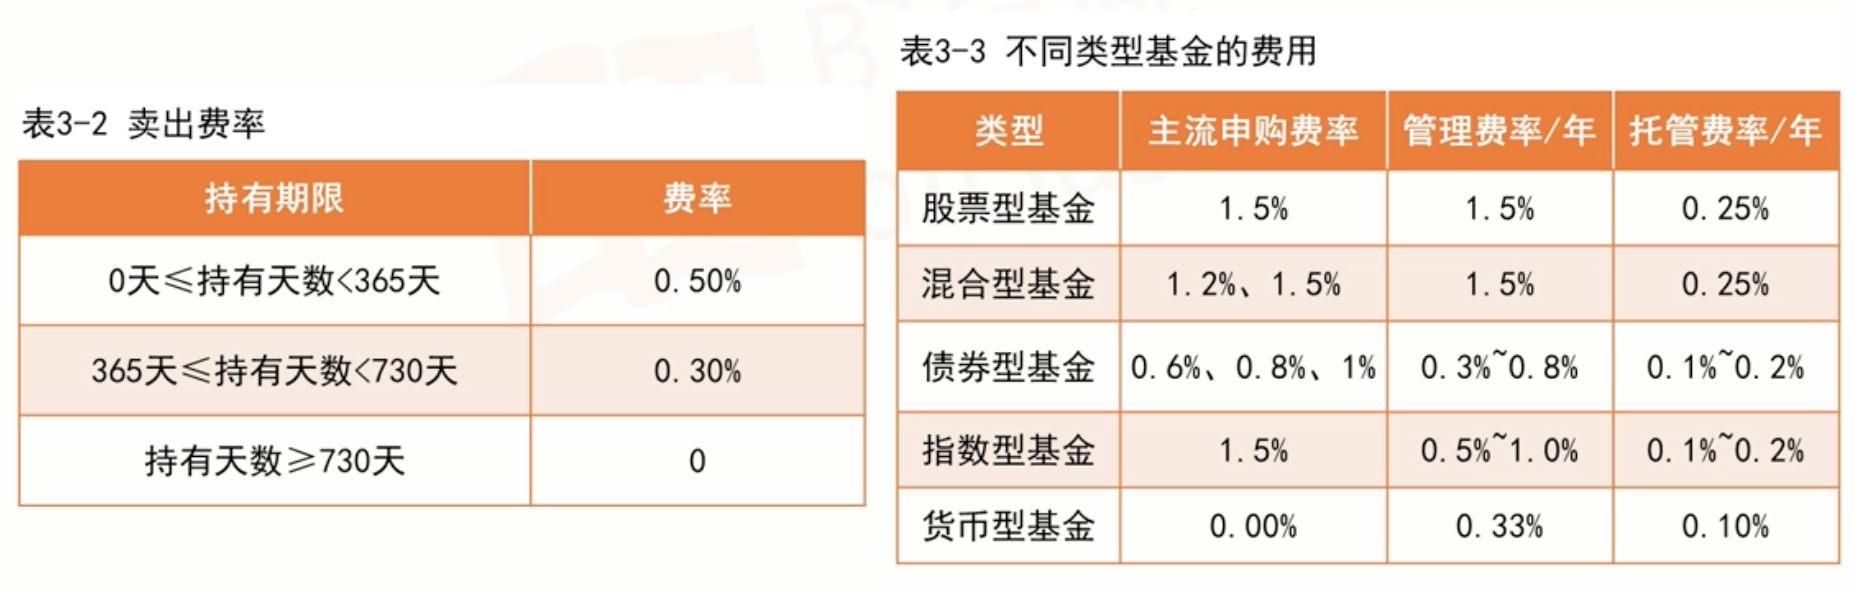 表3-2 卖出费率
持有期限 费率
0天≤持有天数<365天 0.50%
365天≤持有天数<730天 0.30%
持有天数≥730天 0
表3-3 不同类型基金的费用
类型 主流申购费率 管理费率/年 托管费率/年
股票型基金 1.5% 1.5% 0.25%
混合型基金 1.2%、1.5% 1.5% 0.25%
债券型基金 0.6%、0.8%、1% 0.3%~0.8% 0.1%~0.2%
指数型基金 1.5% 0.5%~1.0% 0.1%~0.2%
货币型基金 0.00% 0.33% 0.10%